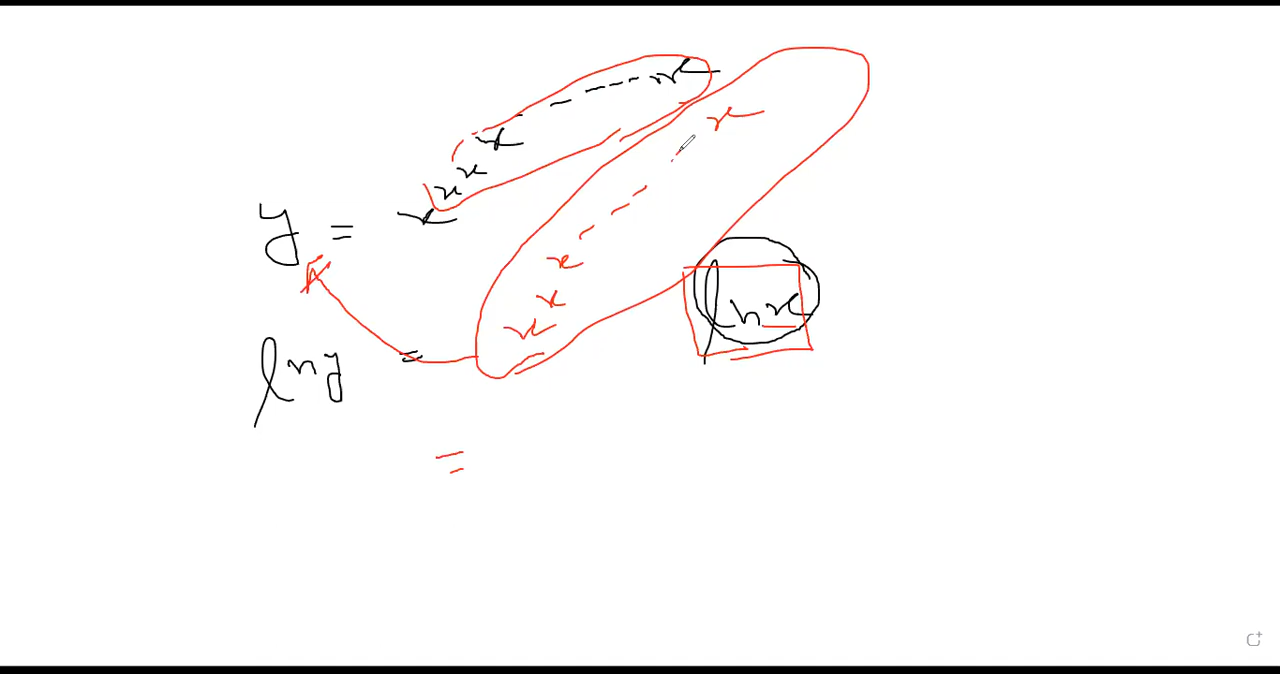 y = x^x^x^x^----x
ln y = x^x^x^----x ln x
=